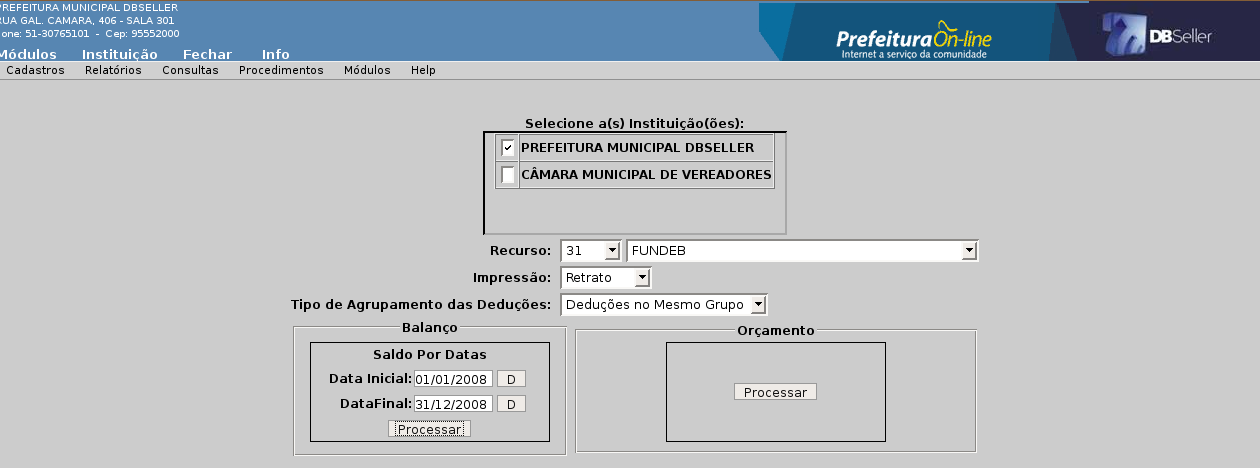 PREFEITURA MUNICIPAL DBSELLER
RUA GAL. CAMARA, 406 - SALA 301
one: 51-30765101 - Cep: 95552000
Módulos Instituição Fechar Info
PrefeituraOn-line
Internet a serviço da comunidade
DBSeller
Cadastros Relatórios Consultas Procedimentos Módulos Help
Selecione a(s) Instituição(ões):
PREFEITURA MUNICIPAL DBSELLER
CÂMARA MUNICIPAL DE VEREADORES
Recurso: 31 FUNDEB
Impressão: Retrato
Tipo de Agrupamento das Deduções: Deduções no Mesmo Grupo
Balanço
Saldo Por Datas
Data Inicial: 01/01/2008 D
DataFinal: 31/12/2008 D
Processar
Orçamento
Processar